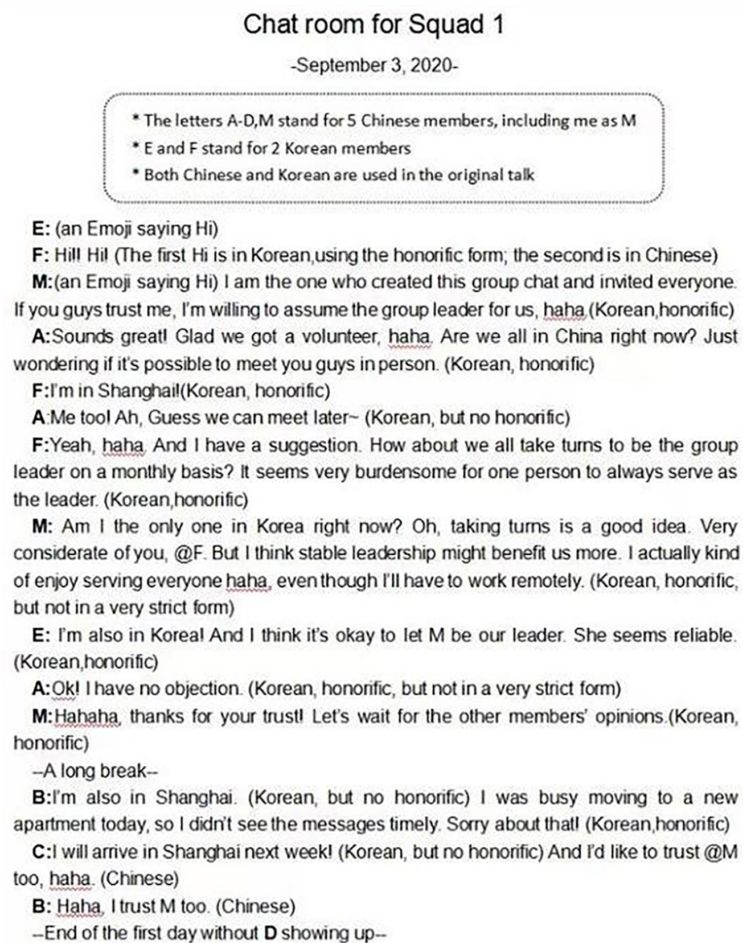 Chat room for Squad 1
-September 3, 2020-
* The letters A-D,M stand for 5 Chinese members, including me as M
* E and F stand for 2 Korean members
* Both Chinese and Korean are used in the original talk
E: (an Emoji saying Hi)
F: Hi!! Hi! (The first Hi is in Korean,using the honorific form; the second is in Chinese)
M:(an Emoji saying Hi) I am the one who created this group chat and invited everyone.
If you guys trust me, I'm willing to assume the group leader for us, haha.(Korean,honorific)
A:Sounds great! Glad we got a volunteer, haha. Are we all in China right now? Just
wondering if it's possible to meet you guys in person. (Korean, honorific)
F:I'm in Shanghai!(Korean, honorific)
A:Me too! Ah, Guess we can meet later~ (Korean, but no honorific)
F:Yeah, haha. And I have a suggestion. How about we all take turns to be the group
leader on a monthly basis? It seems very burdensome for one person to always serve as
the leader. (Korean,honorific)
M: Am I the only one in Korea right now? Oh, taking turns is a good idea. Very
considerate of you, @F. But I think stable leadership might benefit us more. I actually kind
of enjoy serving everyone haha, even though I'll have to work remotely. (Korean, honorific,
but not in a very strict form)
E: I'm also in Korea! And I think it's okay to let M be our leader. She seems reliable.
(Korean,honorific)
A:Ok! I have no objection. (Korean, honorific, but not in a very strict form)
M:Hahaha, thanks for your trust! Let's wait for the other members' opinions.(Korean,
honorific)
--A long break--
B:I'm also in Shanghai. (Korean, but no honorific) I was busy moving to a new
apartment today, so I didn't see the messages timely. Sorry about that! (Korean,honorific)
C:I will arrive in Shanghai next week! (Korean, but no honorific) And I'd like to trust @M
too, haha. (Chinese)
B: Haha, I trust M too. (Chinese)
--End of the first day without D showing up--